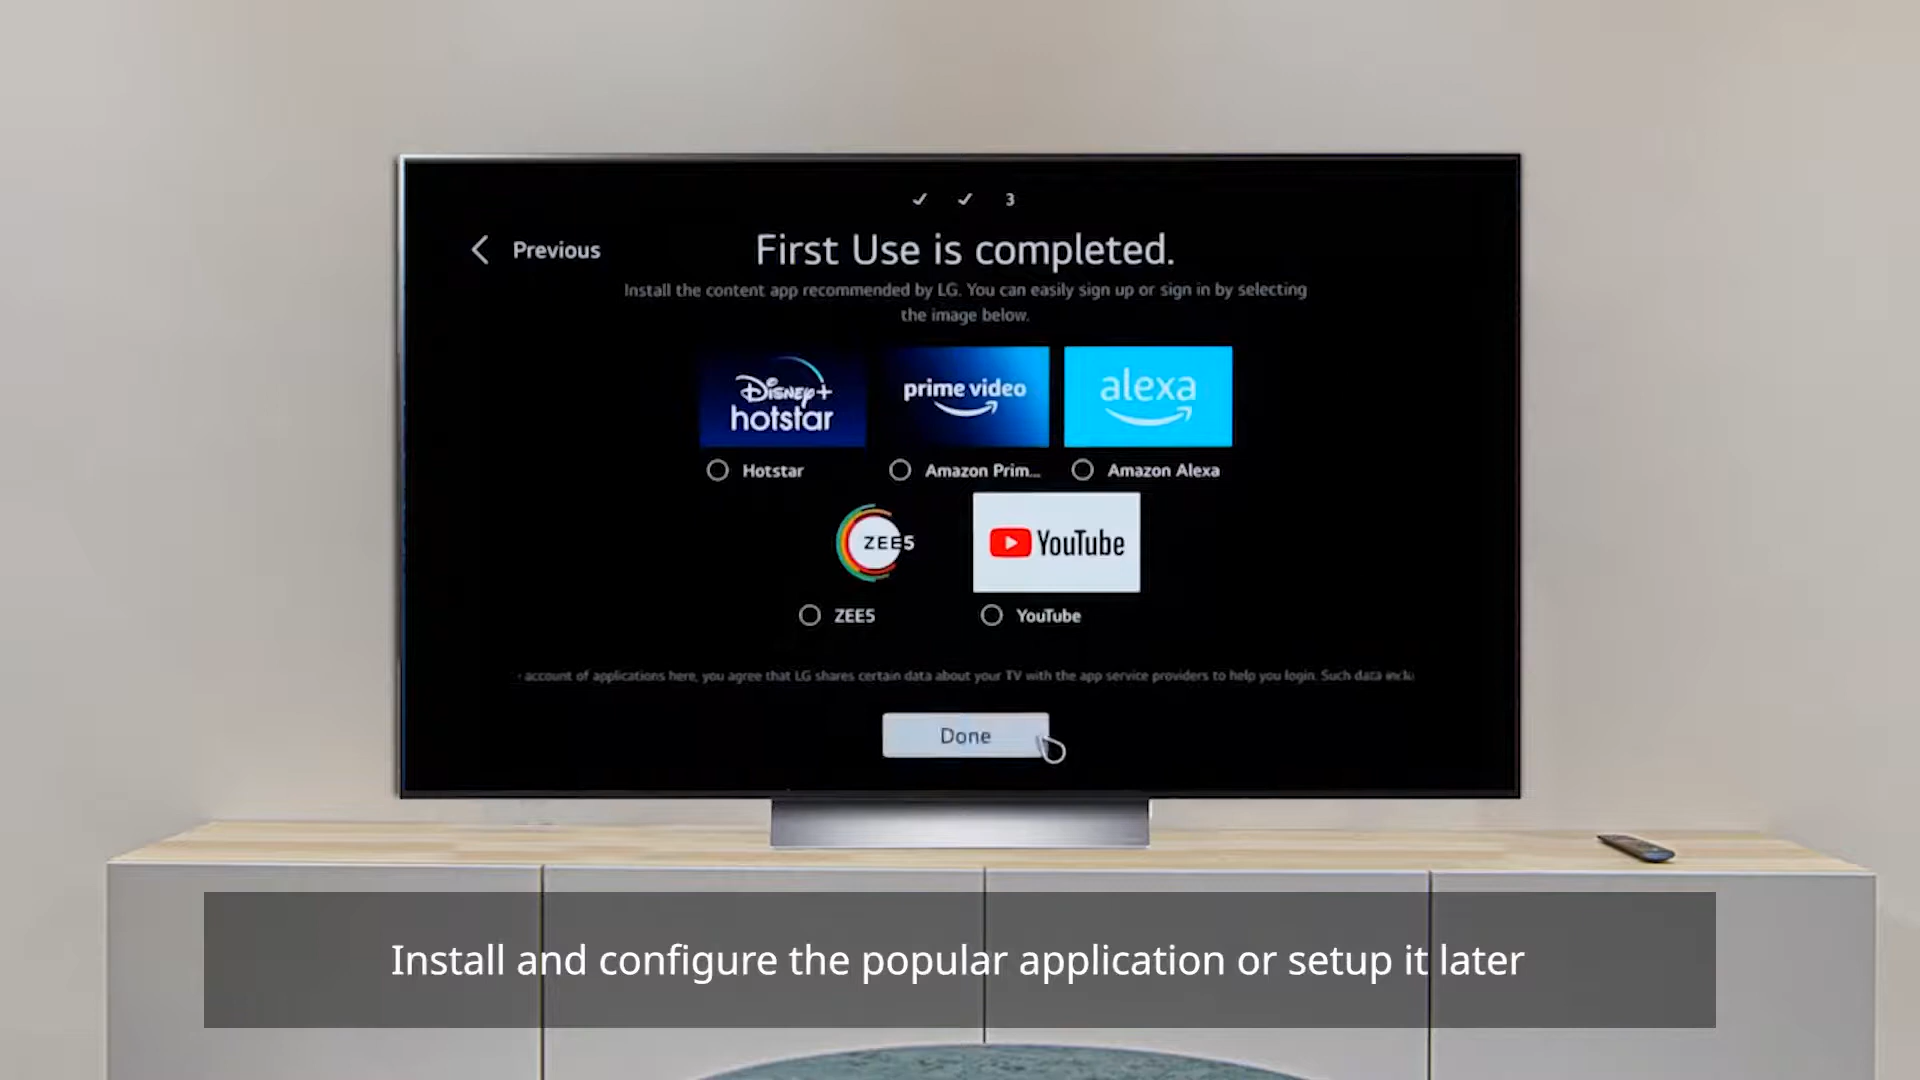 3
Previous
First Use is completed.
Install the content app recommended by LG. You can easily sign up or sign in by selecting
the image below.
Disney+
hotstar
prime video
alexa
Hotstar
Amazon Prim...
Amazon Alexa
ZEE5
YouTube
ZEE5
YouTube
account of applications here, you agree that LG shares certain data about your TV with the app service providers to help you login. Such data
Done
Install and configure the popular application or setup it later